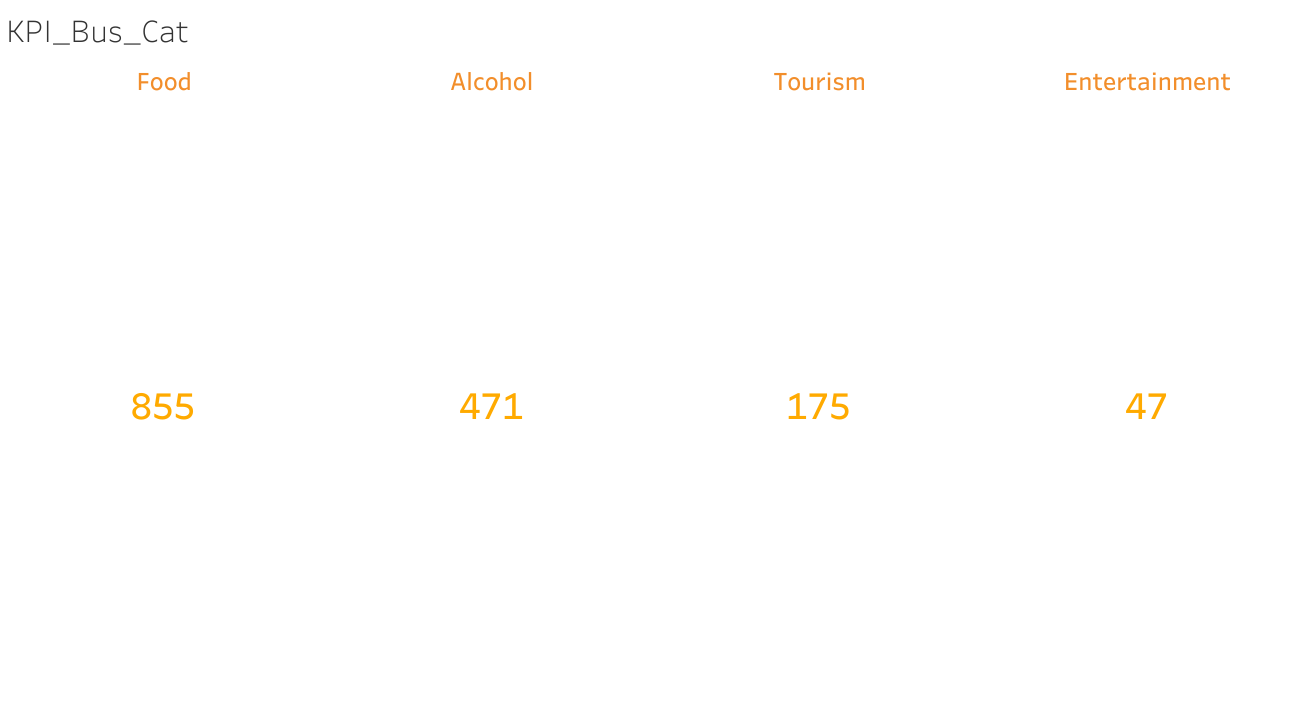 KPI_Bus_Cat
Food Alcohol Tourism Entertainment
855 471 175 47